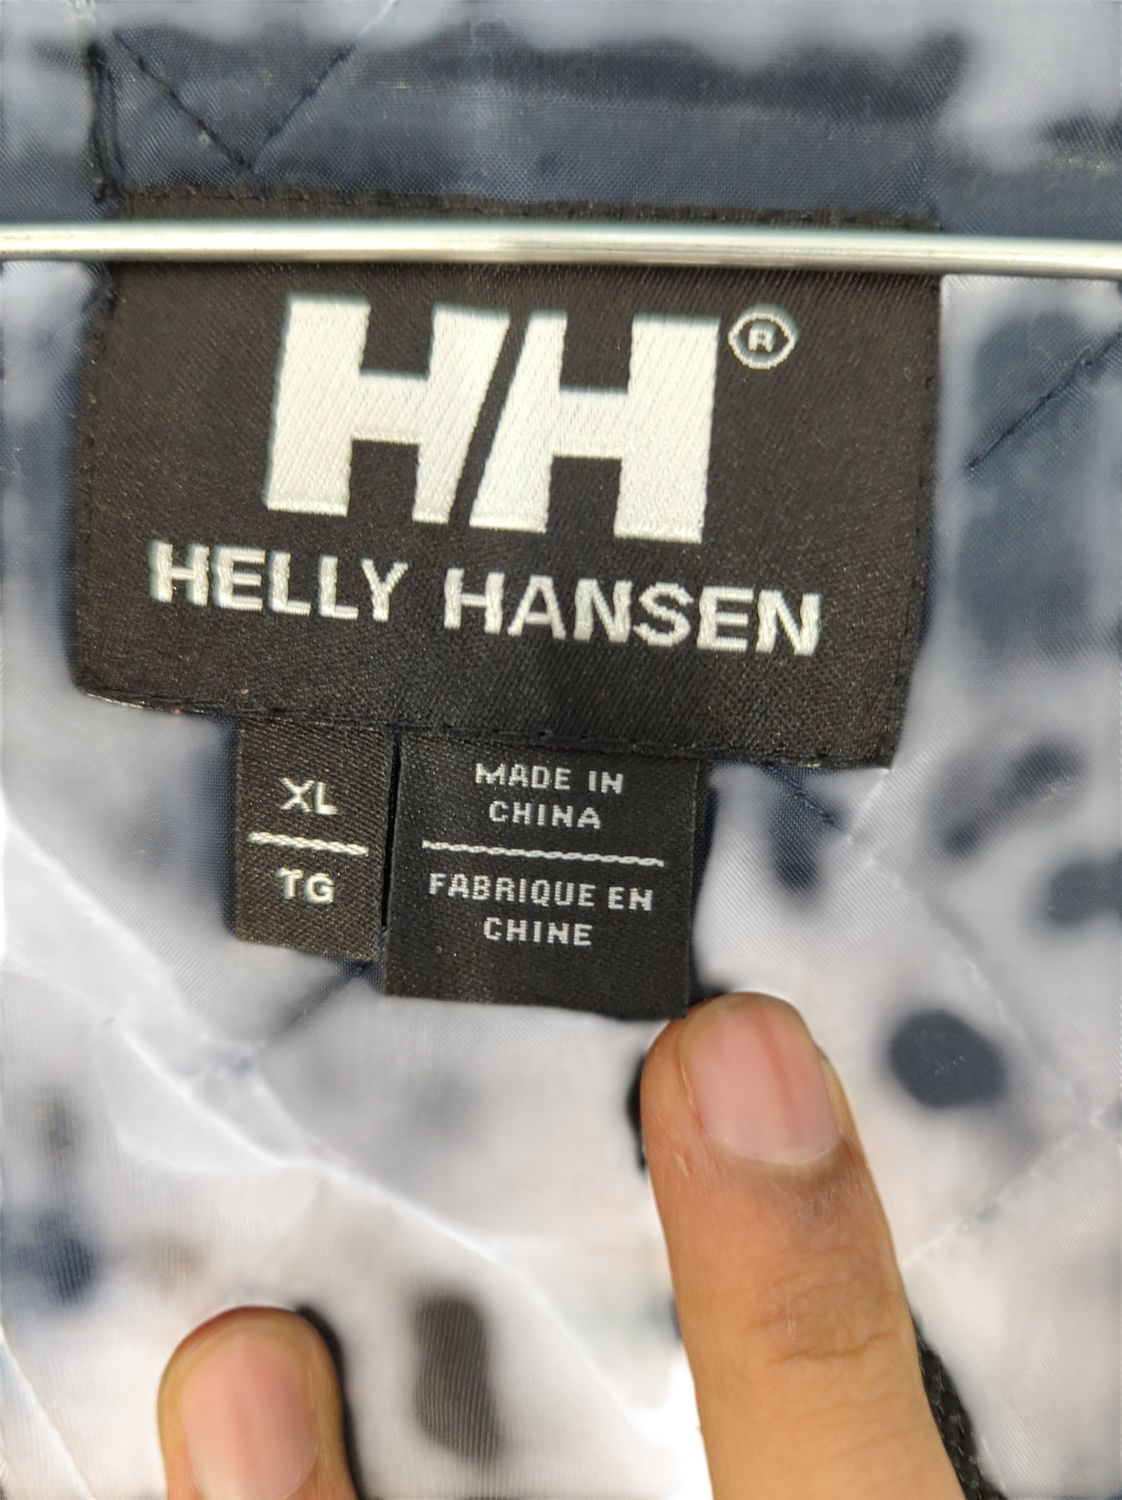 HH®
HELLY HANSEN
XL
TG
MADE IN
CHINA
FABRIQUE EN
CHINE